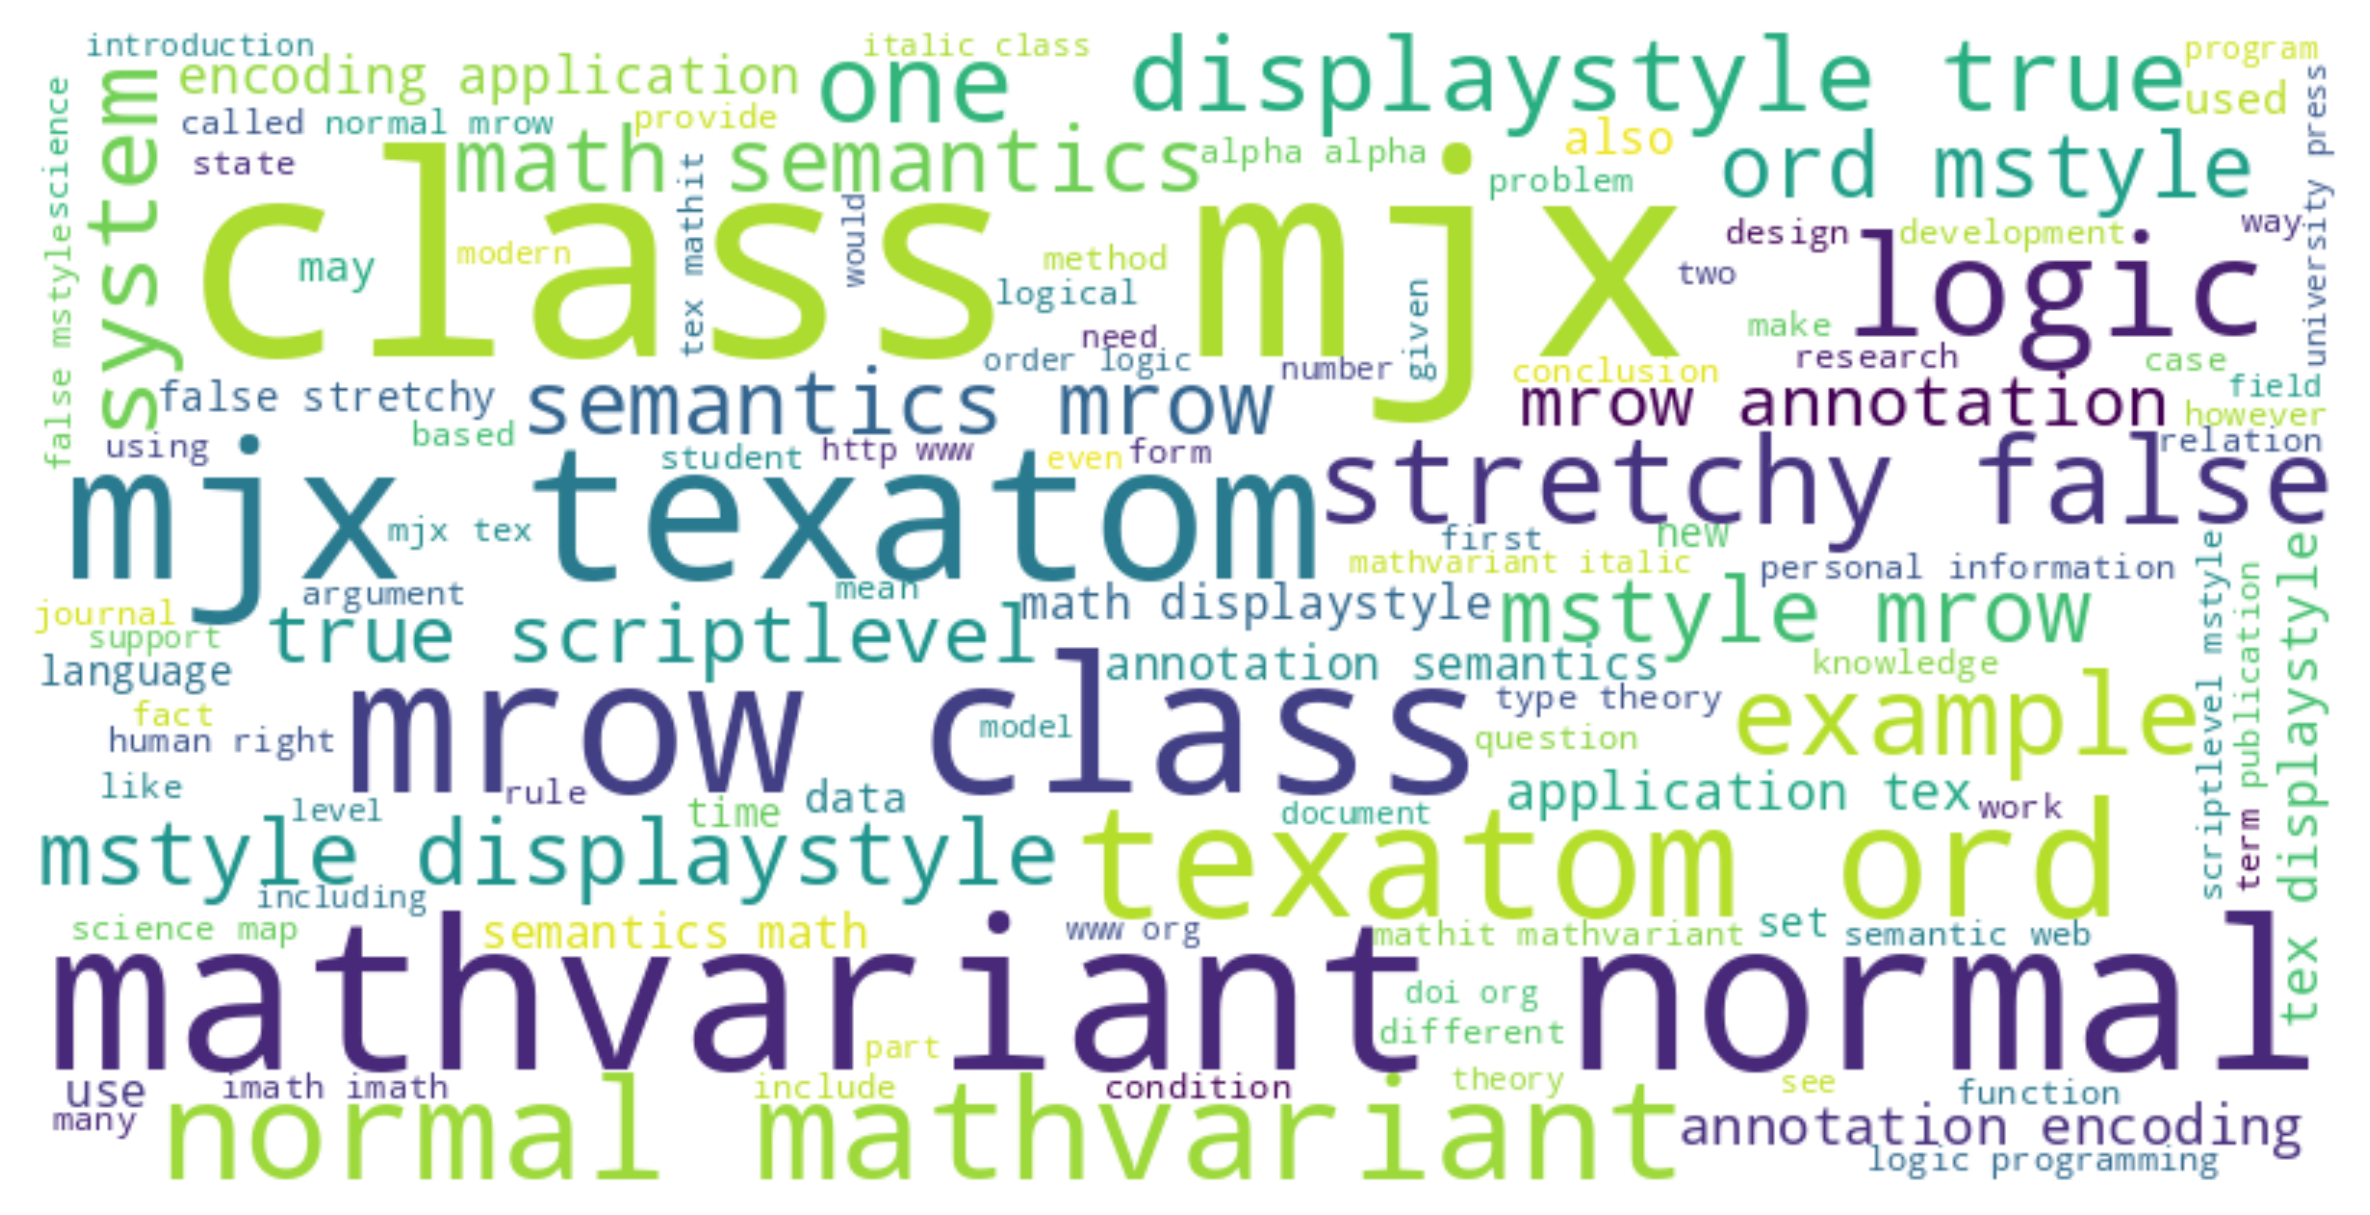 introduction
italic class
program
encoding application
one
displaystyle true
used
called
normal mrow
provide
also
state
math semantics
alpha alpha
problem
ord mstyle
university press
false mstyle
science
system
class mjx
tex mathit
modern
may
would
method
logical
need
order logic
number
given
design
development
way
two
logic
make
research
case
conclusion
field
however
false stretchy
semantics mrow
mrow annotation
using
based
student
http www
even
form
stretchy false
relation
mjx texatom
mjx tex
first
new
mathvariant italic
personal information
scriptlevel mstyle
publication
tex displaystyle
argument
mean
journal
support
true scriptlevel
math displaystyle
mstyle mrow
language
annotation semantics
knowledge
fact
human right
mrow class
model
type theory
question
example
like
level
rule
time
data
document
application tex
work
term
mstyle displaystyle
texatom ord
including
science map
semantics math
www org
mathit mathvariant
set
semantic web
mathvariant normal
doi org
different
part
use
imath imath
include
condition
theory
see
function
many
normal mathvariant
annotation encoding
logic programming